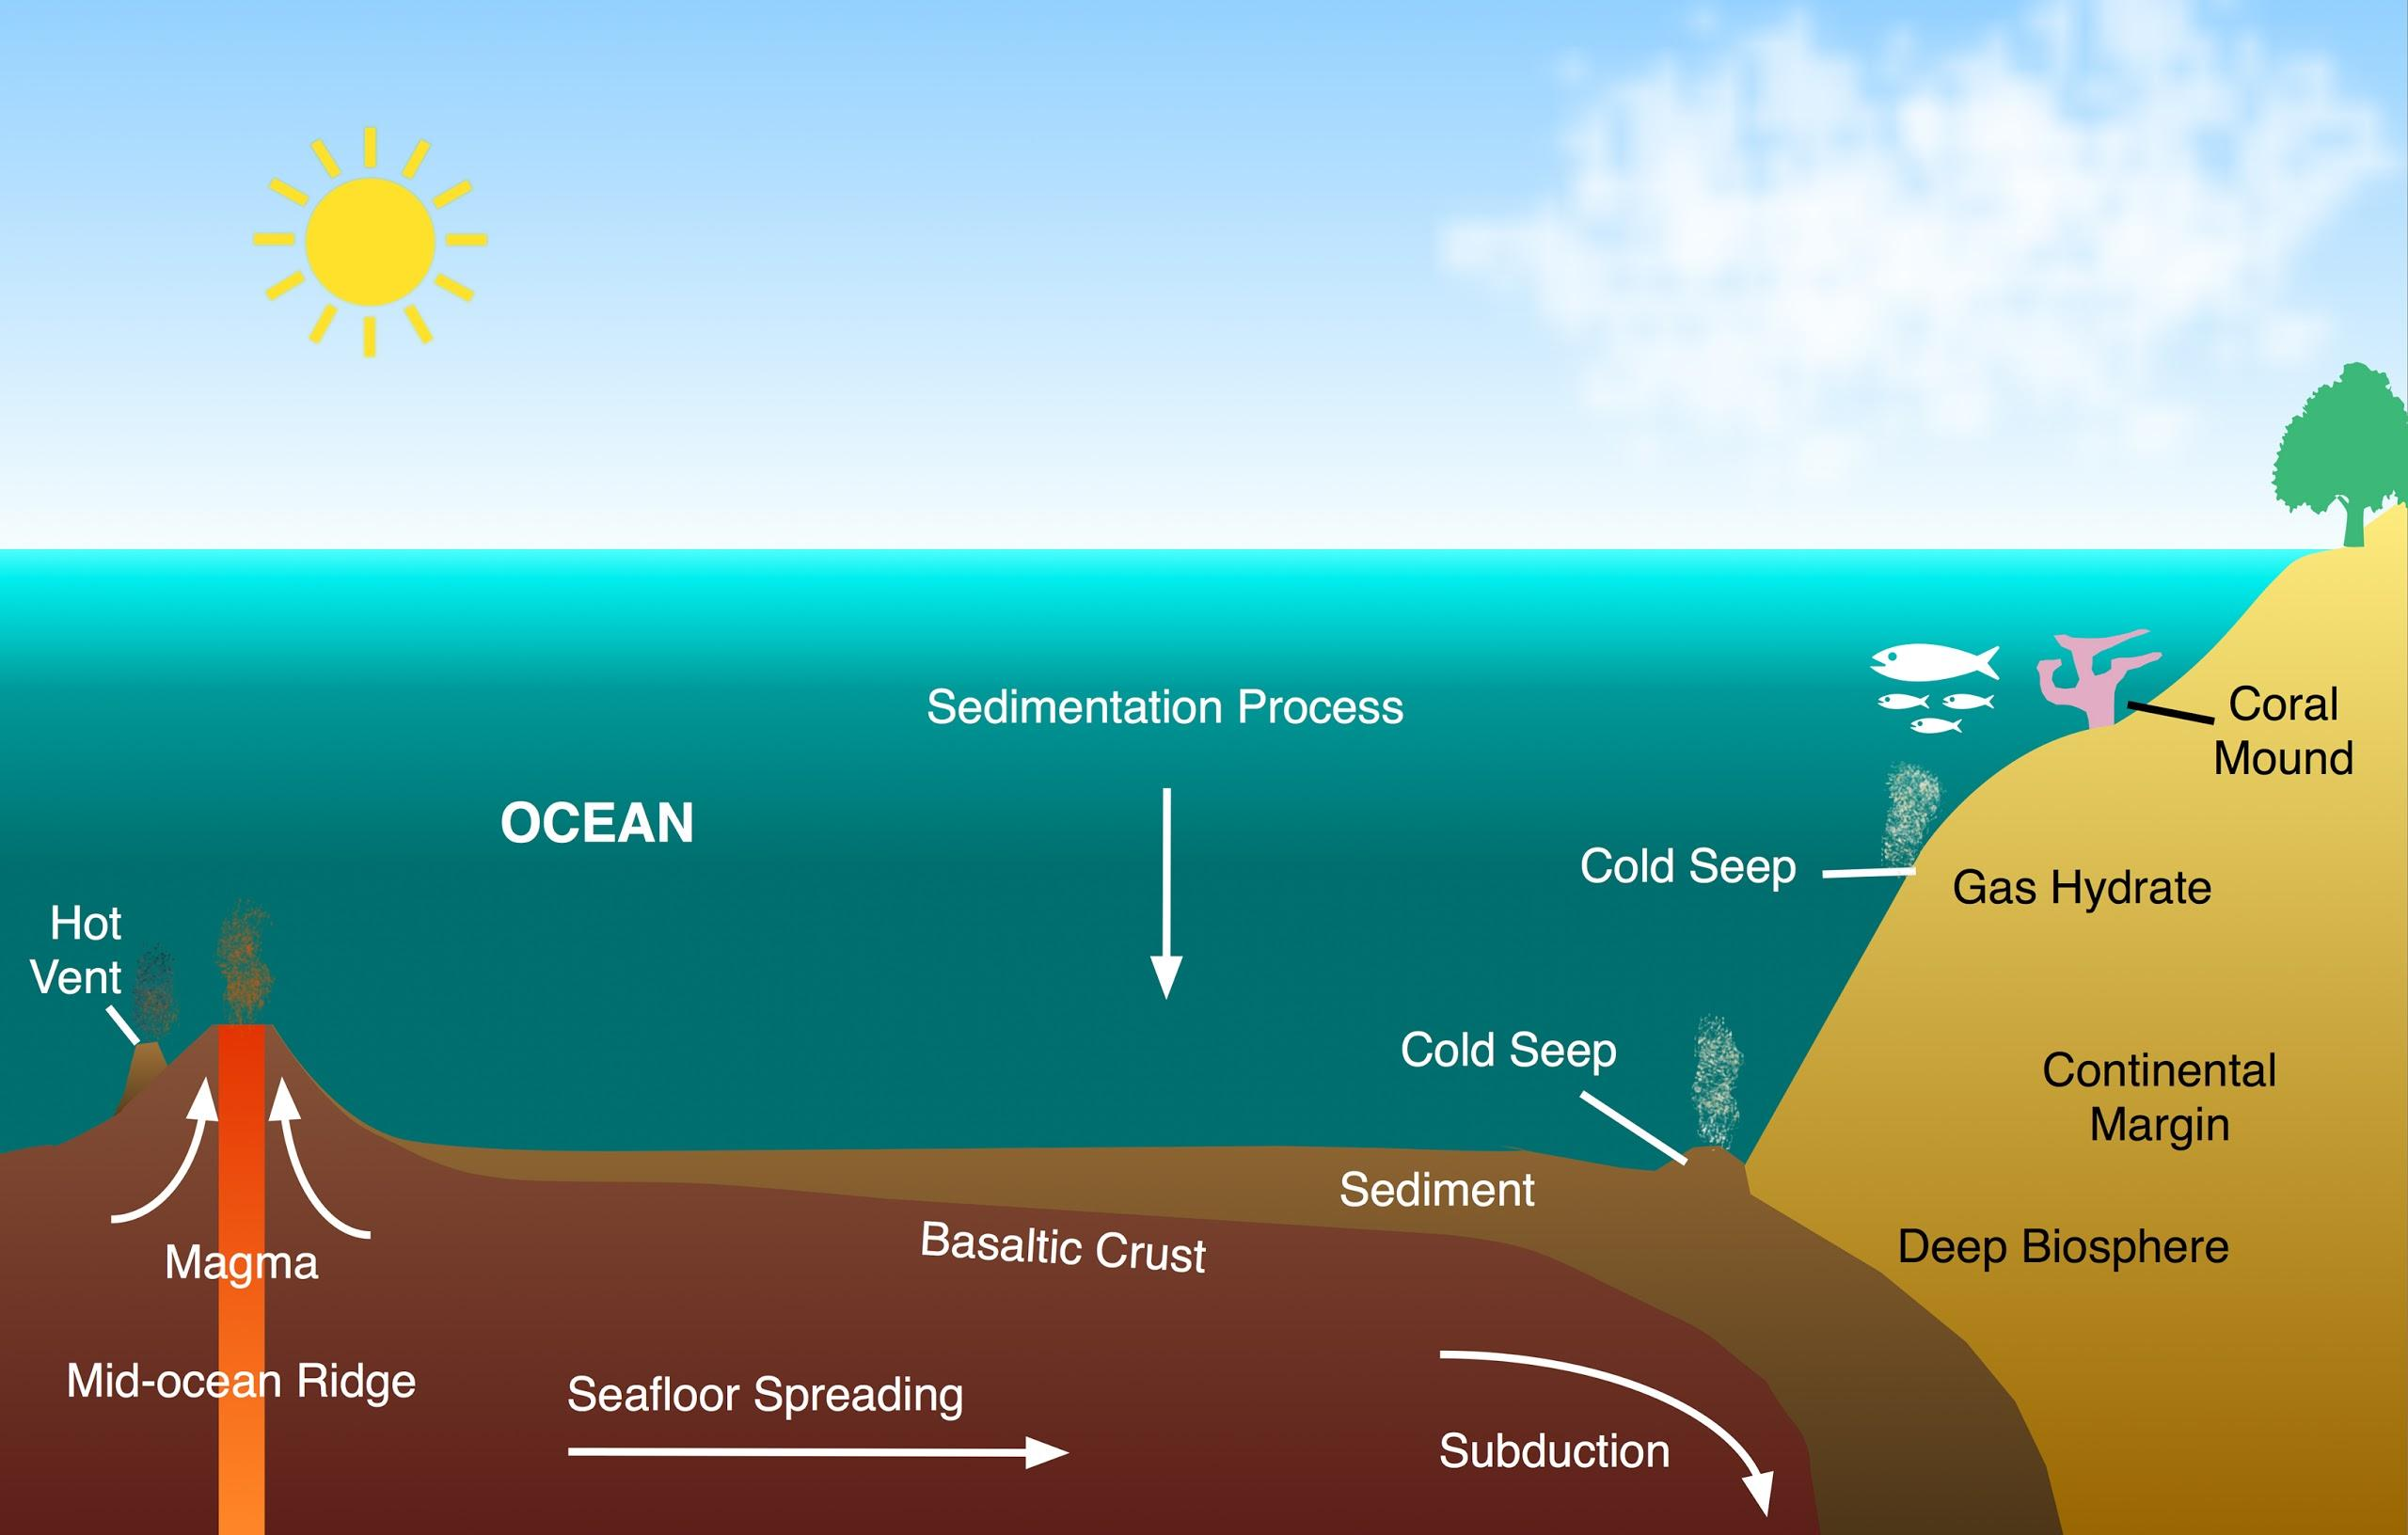 Sedimentation Process
OCEAN
Coral
Mound
Cold Seep
Gas Hydrate
Hot
Vent
Cold Seep
Continental
Margin
Sediment
Basaltic Crust
Deep Biosphere
Magma
Mid-ocean Ridge
Seafloor Spreading
Subduction